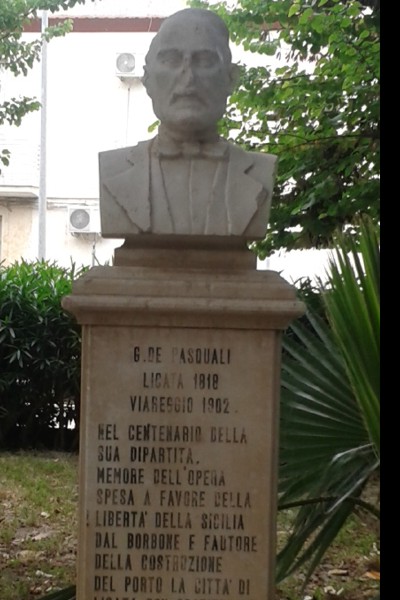 G. DE PASQUALI
LICATA 1818
VIAREGGIO 1902.
NEL CENTENARIO DELLA
SUA DIPARTITA,
MEMORE DELL'OPERA
SPESA A FAVORE DELLA
LIBERTA' DELLA SICILIA
DAL BORBONE E FAUTORE
DELLA COSTRUZIONE
DEL PORTO LA CITTA' DI
LICATA